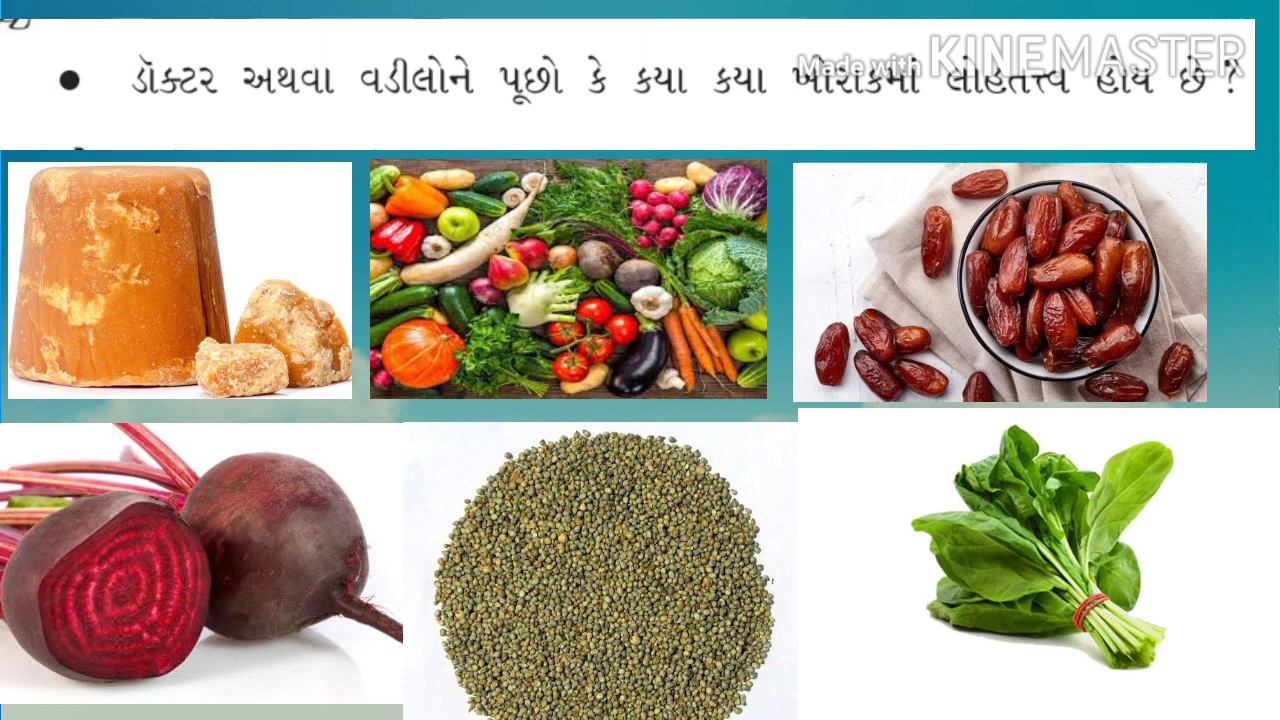 ● ડૉક્ટર અથવા વડીલોને પૂછો કે કયા કયા ખોરાકમાં લોહતત્ત્વ હોય છે ?
Made with KINEMASTER